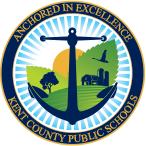 ANCHORED IN EXCELLENCE
KENT COUNTY PUBLIC SCHOOLS